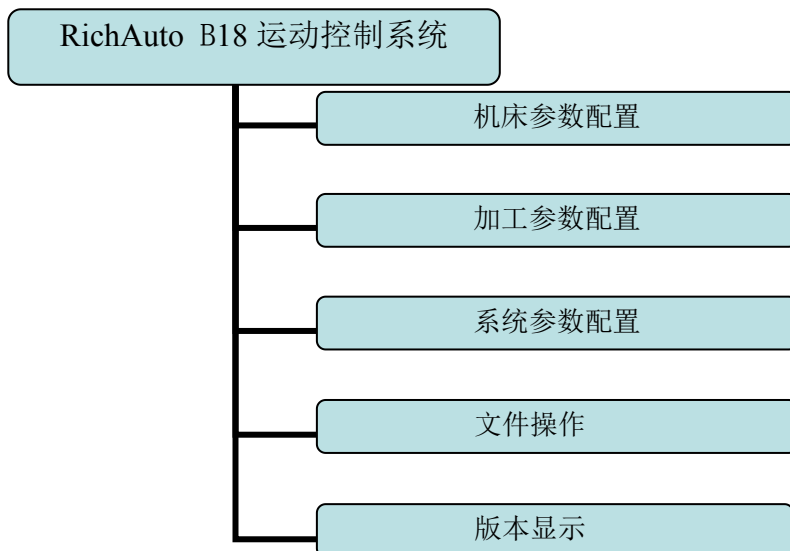 RichAuto B18 运动控制系统
机床参数配置
加工参数配置
系统参数配置
文件操作
版本显示